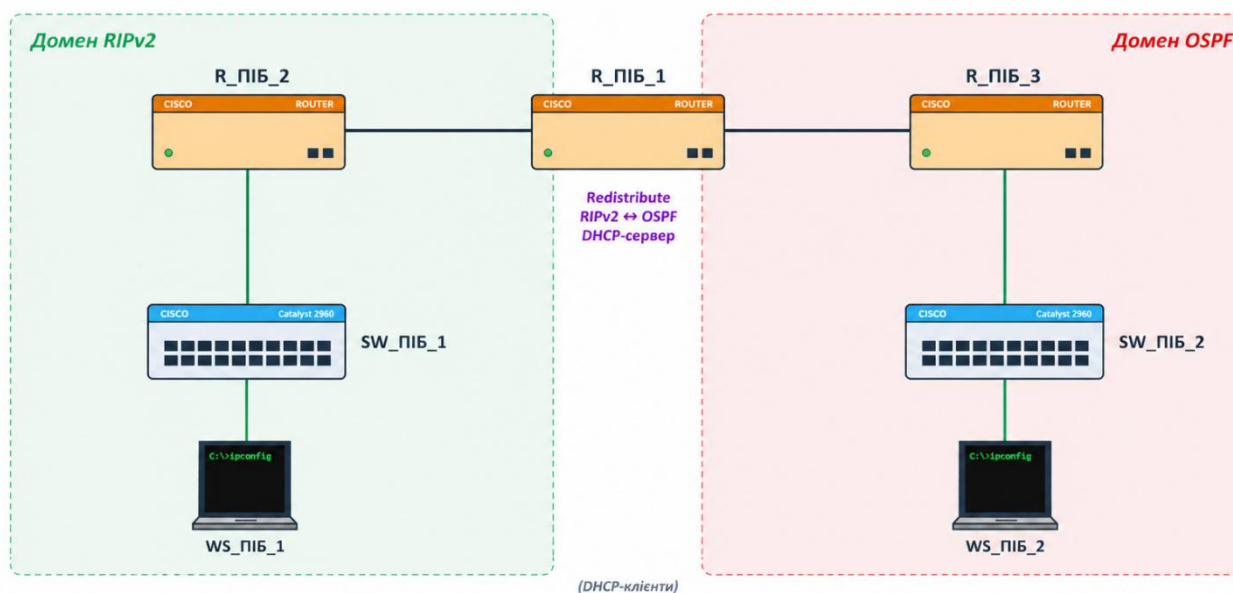 Домен RIPv2
Домен OSPF
R_ПІБ_2
R_ПІБ_1
R_ПІБ_3
CISCO ROUTER
CISCO ROUTER
CISCO ROUTER
Redistribute
RIPv2 ↔ OSPF
DHCP-сервер
CISCO Catalyst 2960
SW_ПІБ_1
CISCO Catalyst 2960
SW_ПІБ_2
C:\>ipconfig
C:\>ipconfig
WS_ПІБ_1
WS_ПІБ_2
(DHCP-клієнти)